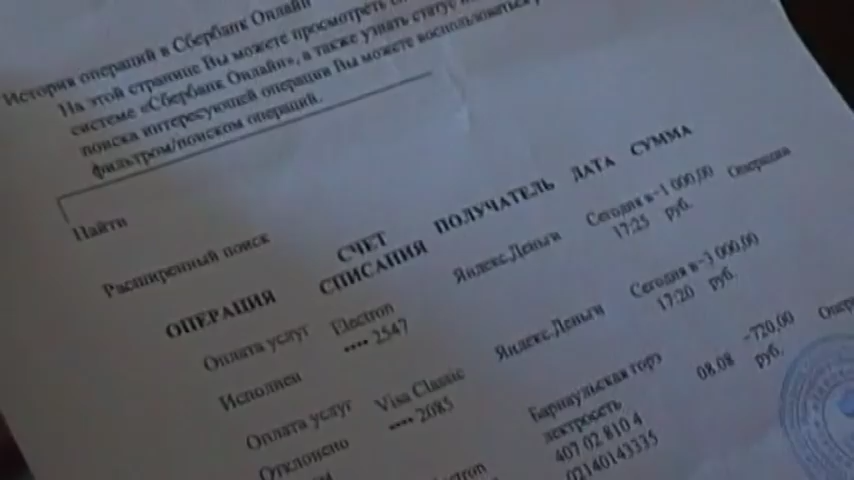 История операций в Сбербанк Онлайн
На этой странице Вы можете просмотреть
системе «Сбербанк Онлайн», а также узнать статус
поиска интересующей операции Вы можете воспользоваться
фильтром/поиском операций.
Найти
Расширенный поиск
ОПЕРАЦИЯ СЧЕТ СПИСАНИЯ ПОЛУЧАТЕЛЬ ДАТА СУММА
Оплата услуг Electron •••• 2547 Яндекс.Деньги Сегодня в 17:25 −1 000,00 руб. Операция
Исполнен
Оплата услуг Visa Classic •••• 2085 Яндекс.Деньги Сегодня в 17:20 −3 000,00 руб.
Отклонено
Барнаульская горэ
лектросеть
407 02 810 4
02140143335
08.08 −720,00 руб.